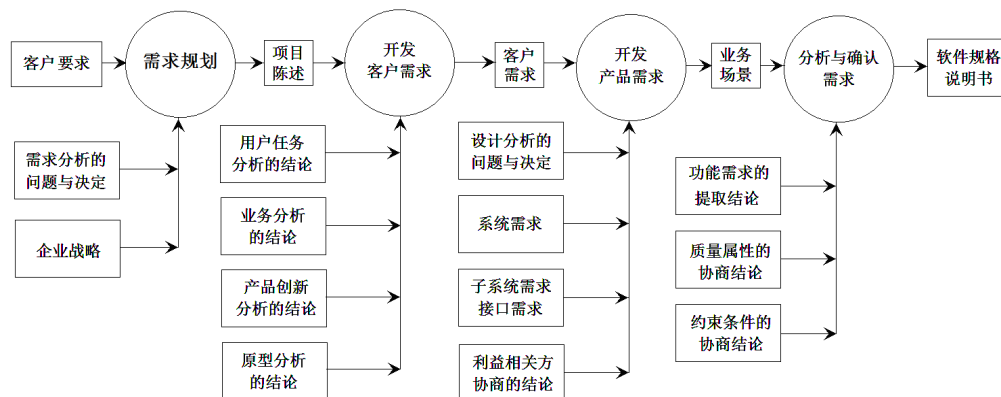 客户要求
需求规划
项目
陈述
开发
客户需求
客户
需求
开发
产品需求
业务
场景
分析与确认
需求
软件规格
说明书
需求分析的
问题与决定
企业战略
用户任务
分析的结论
业务分析
的结论
产品创新
分析的结论
原型分析
的结论
设计分析的
问题与决定
系统需求
子系统需求
接口需求
利益相关方
协商的结论
功能需求的
提取结论
质量属性的
协商结论
约束条件的
协商结论